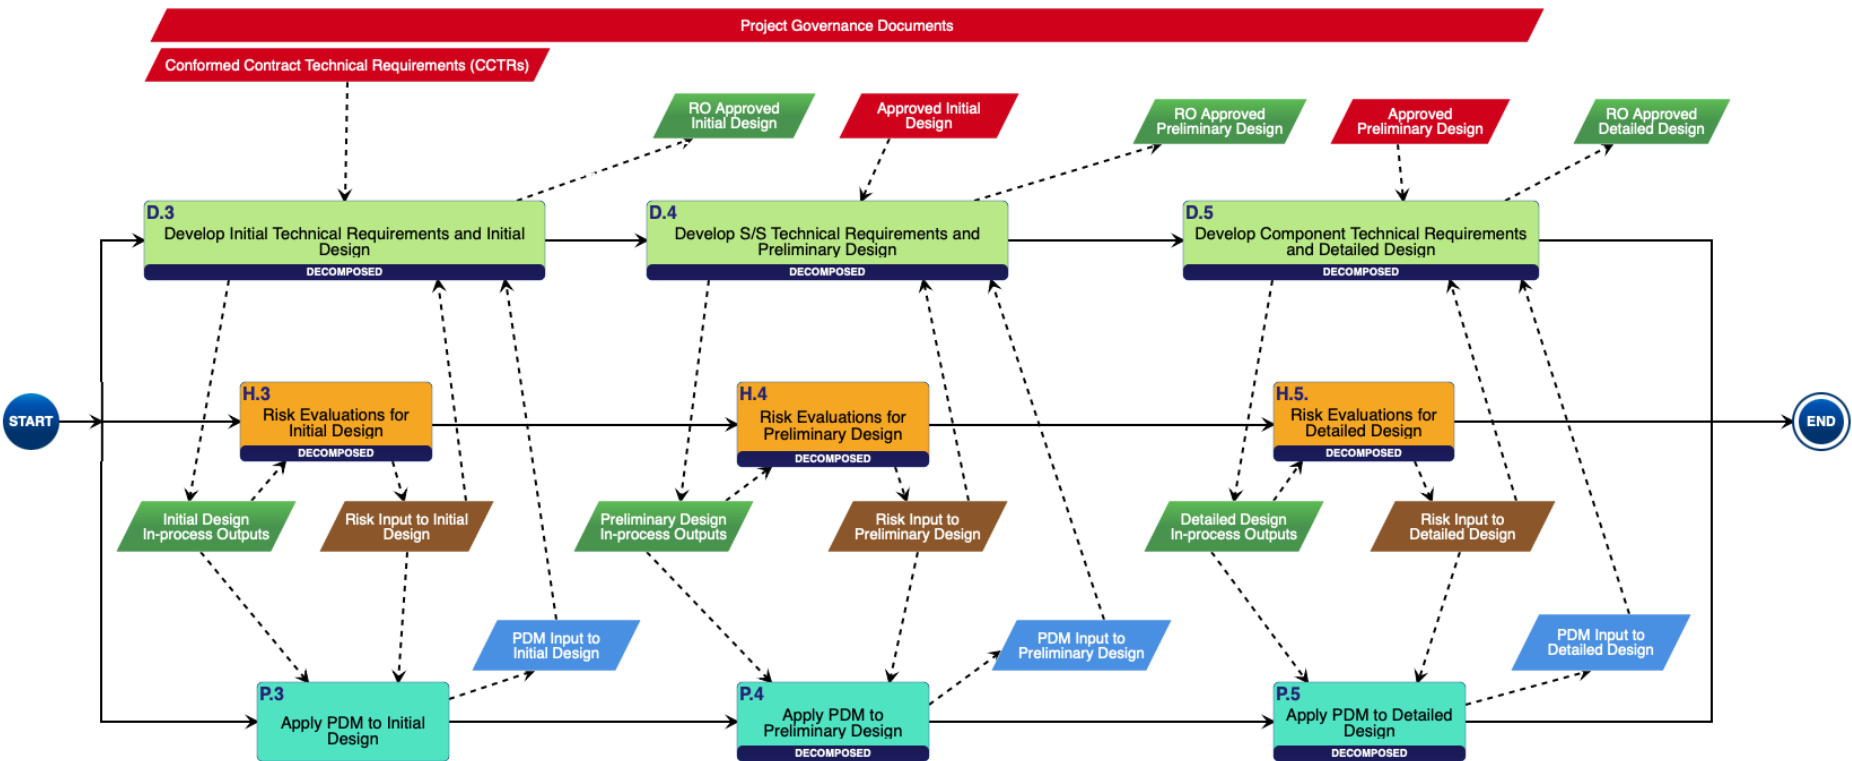 Project Governance Documents
Conformed Contract Technical Requirements (CCTRs)
RO Approved
Initial Design
Approved Initial
Design
RO Approved
Preliminary Design
Approved
Preliminary Design
RO Approved
Detailed Design
D.3
Develop Initial Technical Requirements and Initial
Design
DECOMPOSED
D.4
Develop S/S Technical Requirements and
Preliminary Design
DECOMPOSED
D.5
Develop Component Technical Requirements
and Detailed Design
DECOMPOSED
START
H.3
Risk Evaluations for
Initial Design
DECOMPOSED
H.4
Risk Evaluations for
Preliminary Design
DECOMPOSED
H.5.
Risk Evaluations for
Detailed Design
DECOMPOSED
END
Initial Design
In-process Outputs
Risk Input to Initial
Design
Preliminary Design
In-process Outputs
Risk Input to
Preliminary Design
Detailed Design
In-process Outputs
Risk Input to
Detailed Design
PDM Input to
Initial Design
PDM Input to
Preliminary Design
PDM Input to
Detailed Design
P.3
Apply PDM to Initial
Design
P.4
Apply PDM to
Preliminary Design
DECOMPOSED
P.5
Apply PDM to Detailed
Design
DECOMPOSED